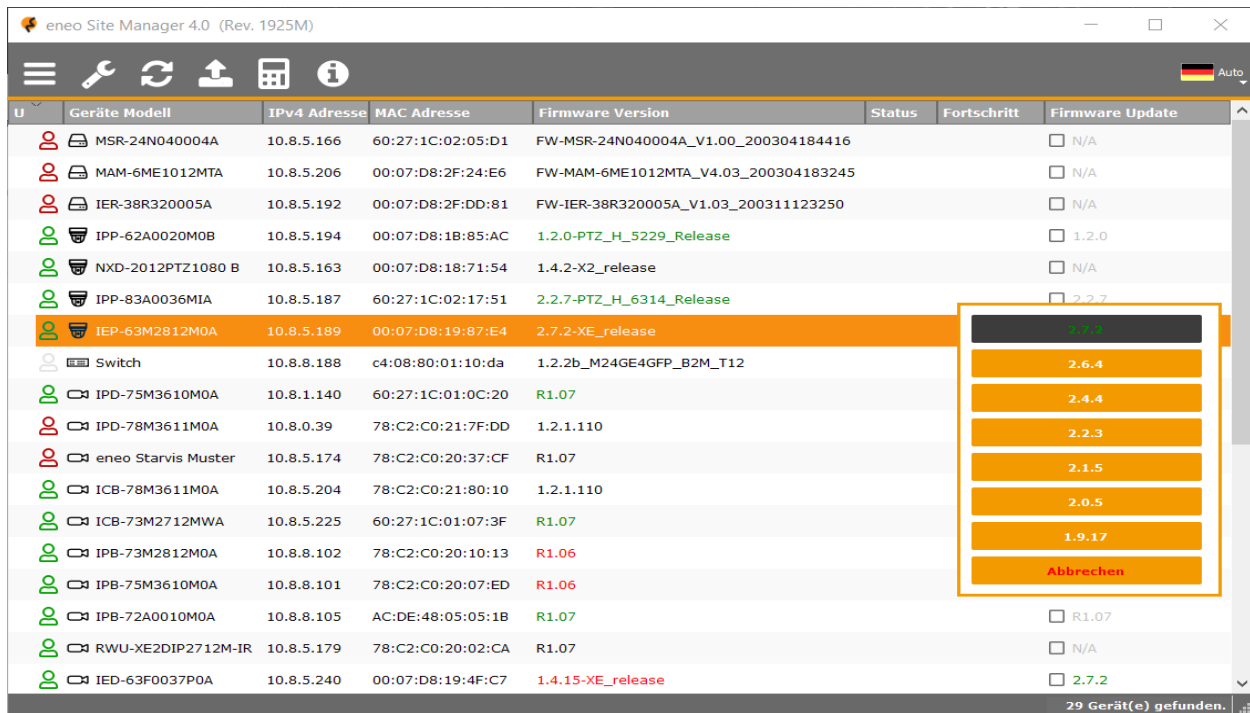 eneo Site Manager 4.0 (Rev. 1925M)
Auto
U Geräte Modell IPv4 Adresse MAC Adresse Firmware Version Status Fortschritt Firmware Update
MSR-24N040004A 10.8.5.166 60:27:1C:02:05:D1 FW-MSR-24N040004A_V1.00_200304184416 N/A
MAM-6ME1012MTA 10.8.5.206 00:07:D8:2F:24:E6 FW-MAM-6ME1012MTA_V4.03_200304183245 N/A
IER-38R320005A 10.8.5.192 00:07:D8:2F:DD:81 FW-IER-38R320005A_V1.03_200311123250 N/A
IPP-62A0020M0B 10.8.5.194 00:07:D8:1B:85:AC 1.2.0-PTZ_H_5229_Release 1.2.0
NXD-2012PTZ1080 B 10.8.5.163 00:07:D8:18:71:54 1.4.2-X2_release N/A
IPP-83A0036MIA 10.8.5.187 60:27:1C:02:17:51 2.2.7-PTZ_H_6314_Release 2.2.7
IEP-63M2812M0A 10.8.5.189 00:07:D8:19:87:E4 2.7.2-XE_release 2.7.2
Switch 10.8.8.188 c4:08:80:01:10:da 1.2.2b_M24GE4GFP_B2M_T12 2.6.4
IPD-75M3610M0A 10.8.1.140 60:27:1C:01:0C:20 R1.07 2.4.4
IPD-78M3611M0A 10.8.0.39 78:C2:C0:21:7F:DD 1.2.1.110 2.2.3
eneo Starvis Muster 10.8.5.174 78:C2:C0:20:37:CF R1.07 2.1.5
ICB-78M3611M0A 10.8.5.204 78:C2:C0:21:80:10 1.2.1.110 2.0.5
ICB-73M2712MWA 10.8.5.225 60:27:1C:01:07:3F R1.07 1.9.17
IPB-73M2812M0A 10.8.8.102 78:C2:C0:20:10:13 R1.06 Abbrechen
IPB-75M3610M0A 10.8.8.101 78:C2:C0:20:07:ED R1.06
IPB-72A0010M0A 10.8.8.105 AC:DE:48:05:05:1B R1.07 R1.07
RWU-XE2DIP2712M-IR 10.8.5.179 78:C2:C0:20:02:CA R1.07 N/A
IED-63F0037P0A 10.8.5.240 00:07:D8:19:4F:C7 1.4.15-XE_release 2.7.2
29 Gerät(e) gefunden.